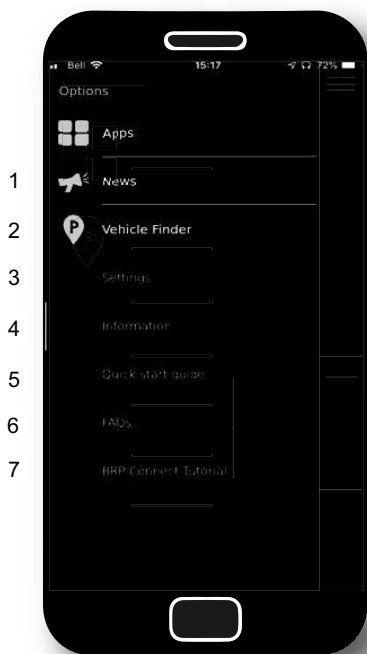 Bell 15:17 72%
Options
Apps
1 News
2 P Vehicle Finder
3 Settings
4 Information
5 Quick start guide
6 FAQs
7 BRP Connect Tutorial